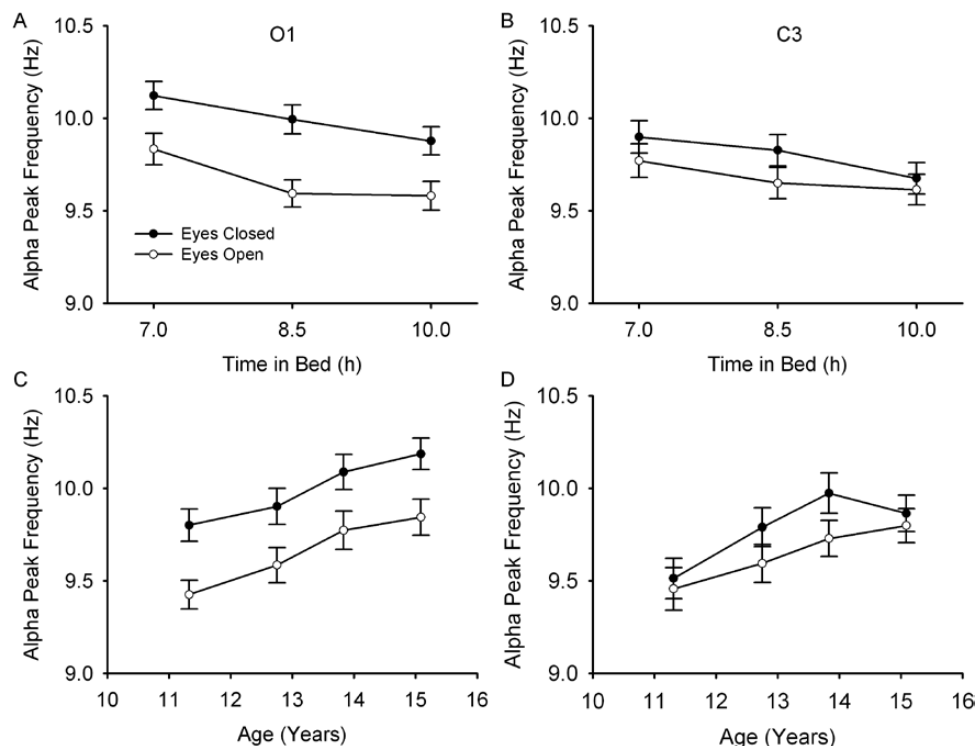 A
O1
Alpha Peak Frequency (Hz)
10.5
10.0
9.5
9.0
Eyes Closed
Eyes Open
7.0 8.5 10.0
Time in Bed (h)
B
C3
Alpha Peak Frequency (Hz)
10.5
10.0
9.5
9.0
7.0 8.5 10.0
Time in Bed (h)
C
Alpha Peak Frequency (Hz)
10.5
10.0
9.5
9.0
10 11 12 13 14 15 16
Age (Years)
D
Alpha Peak Frequency (Hz)
10.5
10.0
9.5
9.0
10 11 12 13 14 15 16
Age (Years)